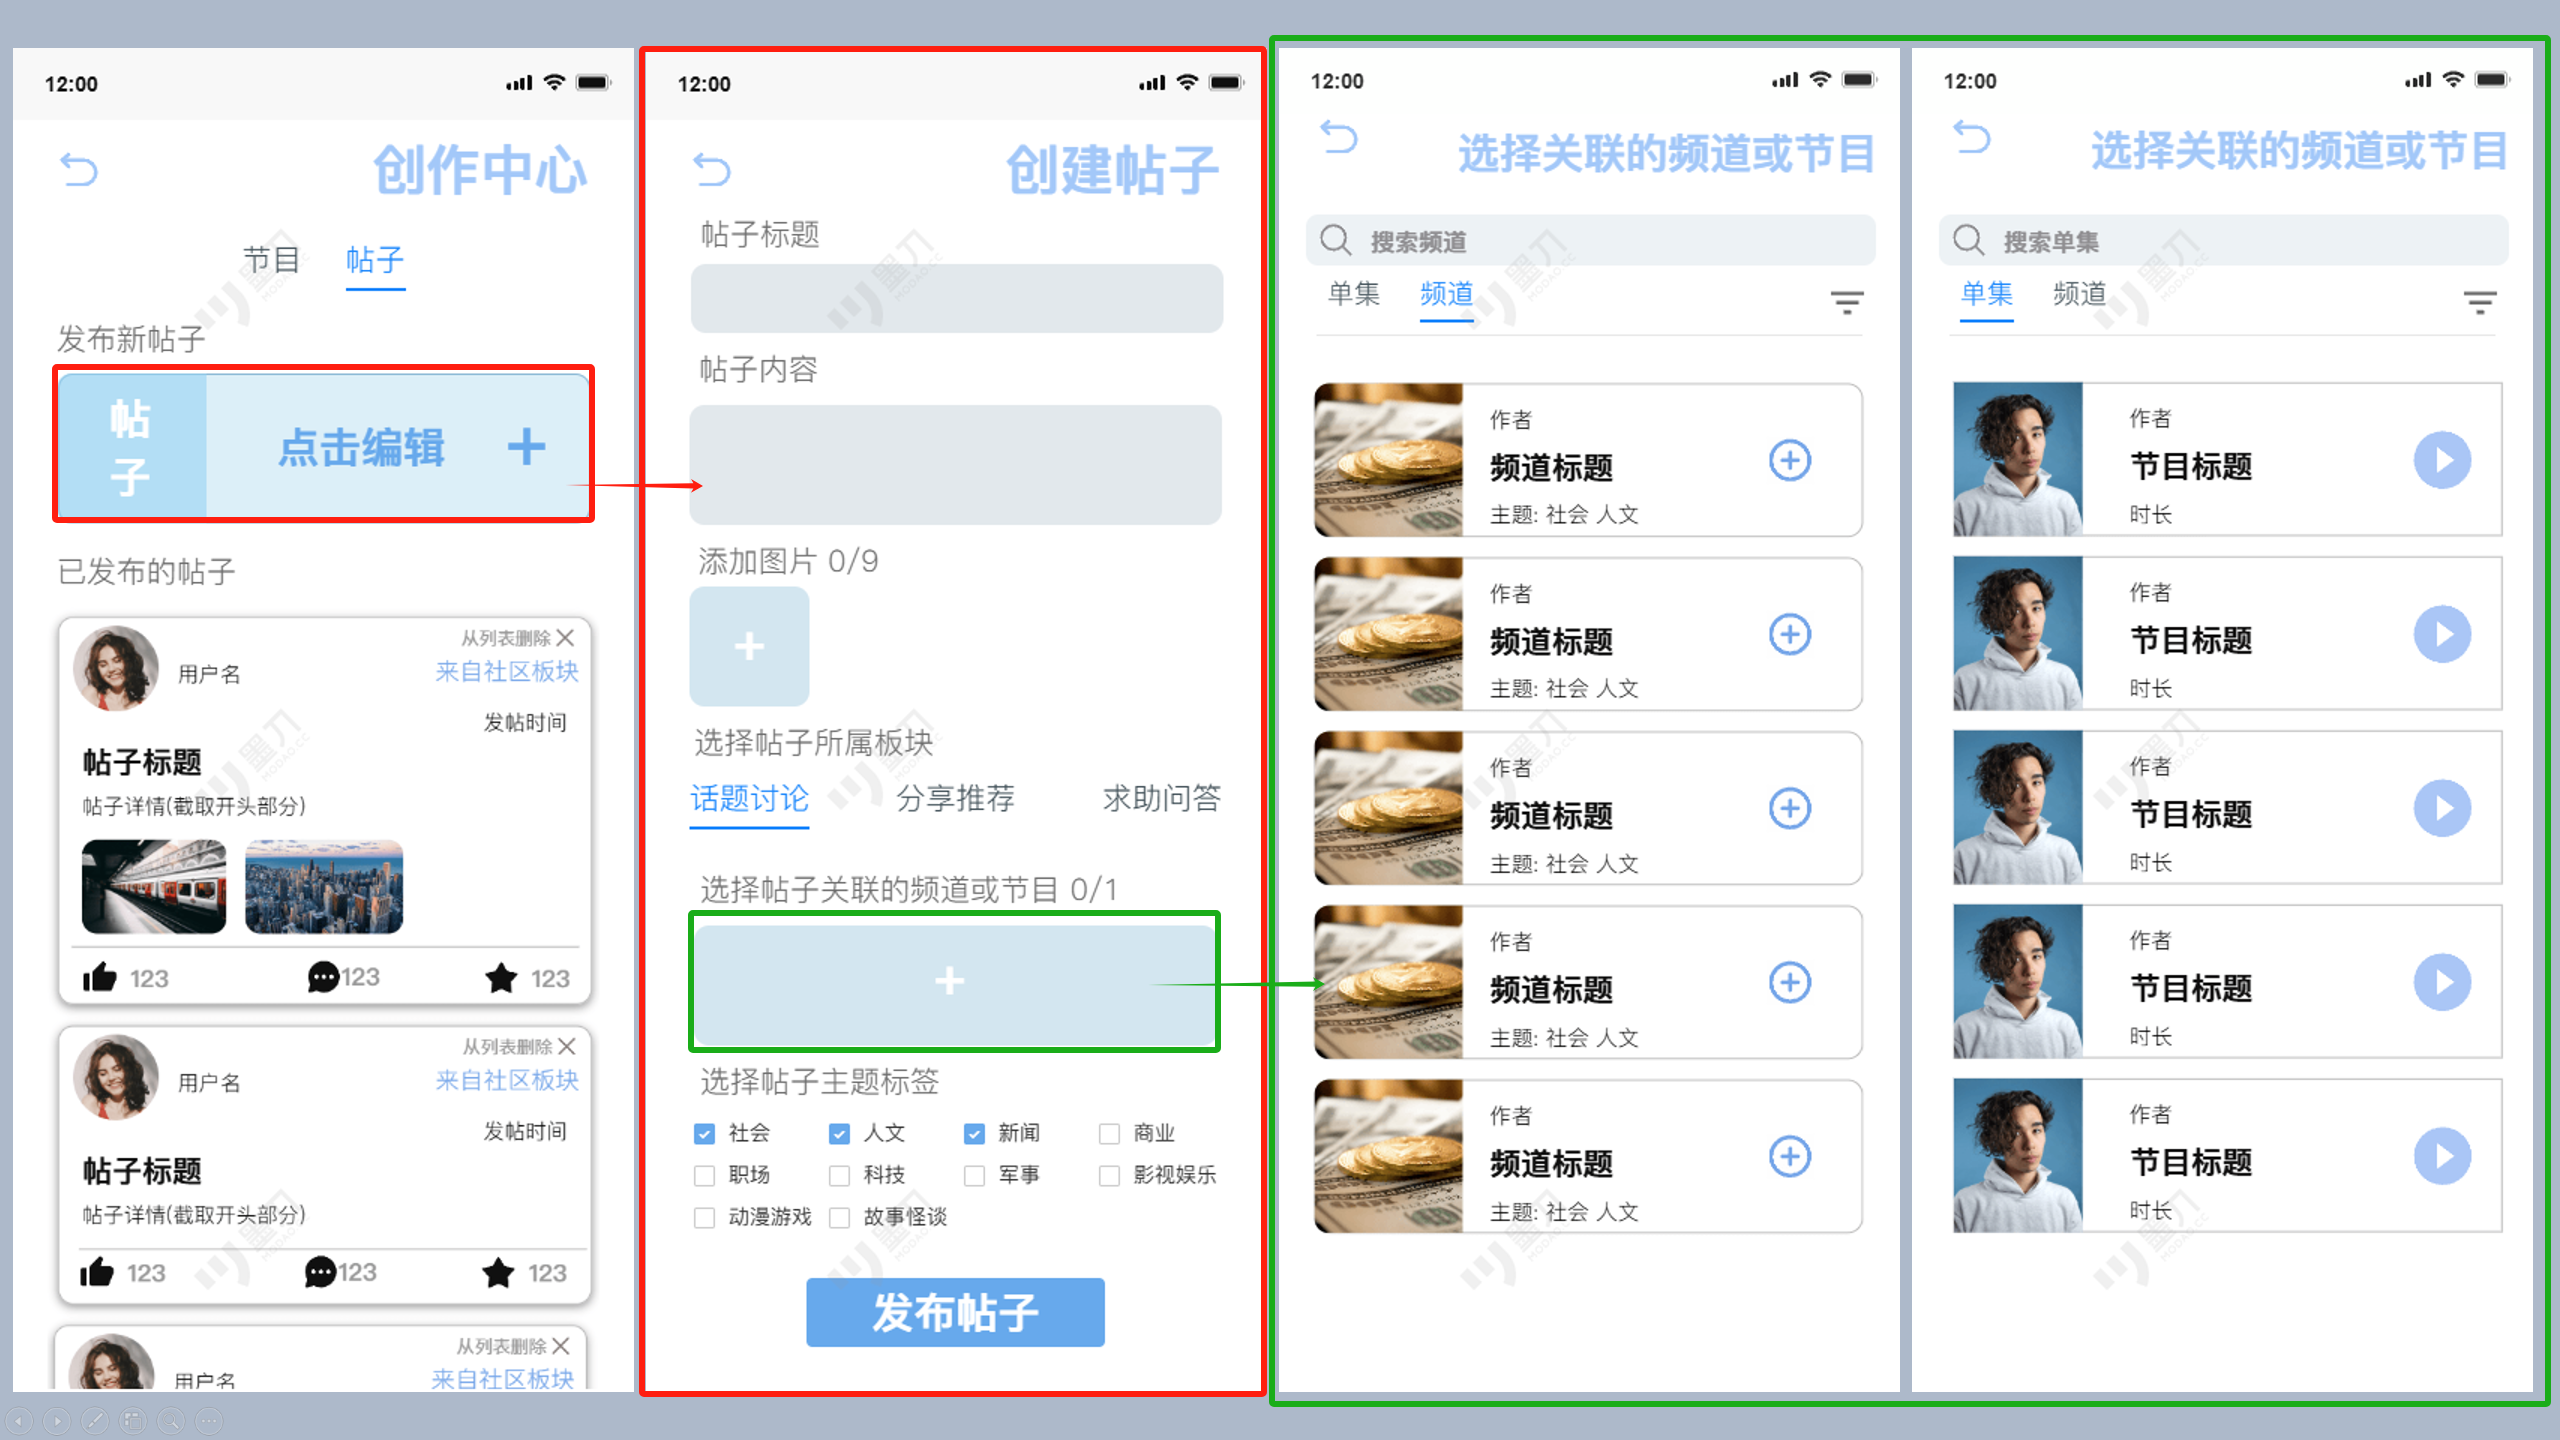 12:00
创作中心
节目 帖子
发布新帖子
帖子
点击编辑
已发布的帖子
从列表删除
用户名
来自社区板块
发帖时间
帖子标题
帖子详情(截取开头部分)
123 123 123
从列表删除
用户名
来自社区板块
发帖时间
帖子标题
帖子详情(截取开头部分)
123 123 123
从列表删除
用户名
来自社区板块
12:00
创建帖子
帖子标题
帖子内容
添加图片 0/9
选择帖子所属板块
话题讨论 分享推荐 求助问答
选择帖子关联的频道或节目 0/1
选择帖子主题标签
社会 人文 新闻 商业
职场 科技 军事 影视娱乐
动漫游戏 故事怪谈
发布帖子
12:00
选择关联的频道或节目
搜索频道
单集 频道
作者
频道标题
主题: 社会 人文
作者
频道标题
主题: 社会 人文
作者
频道标题
主题: 社会 人文
作者
频道标题
主题: 社会 人文
作者
频道标题
主题: 社会 人文
12:00
选择关联的频道或节目
搜索单集
单集 频道
作者
节目标题
时长
作者
节目标题
时长
作者
节目标题
时长
作者
节目标题
时长
作者
节目标题
时长
墨刀
MODAO.CC